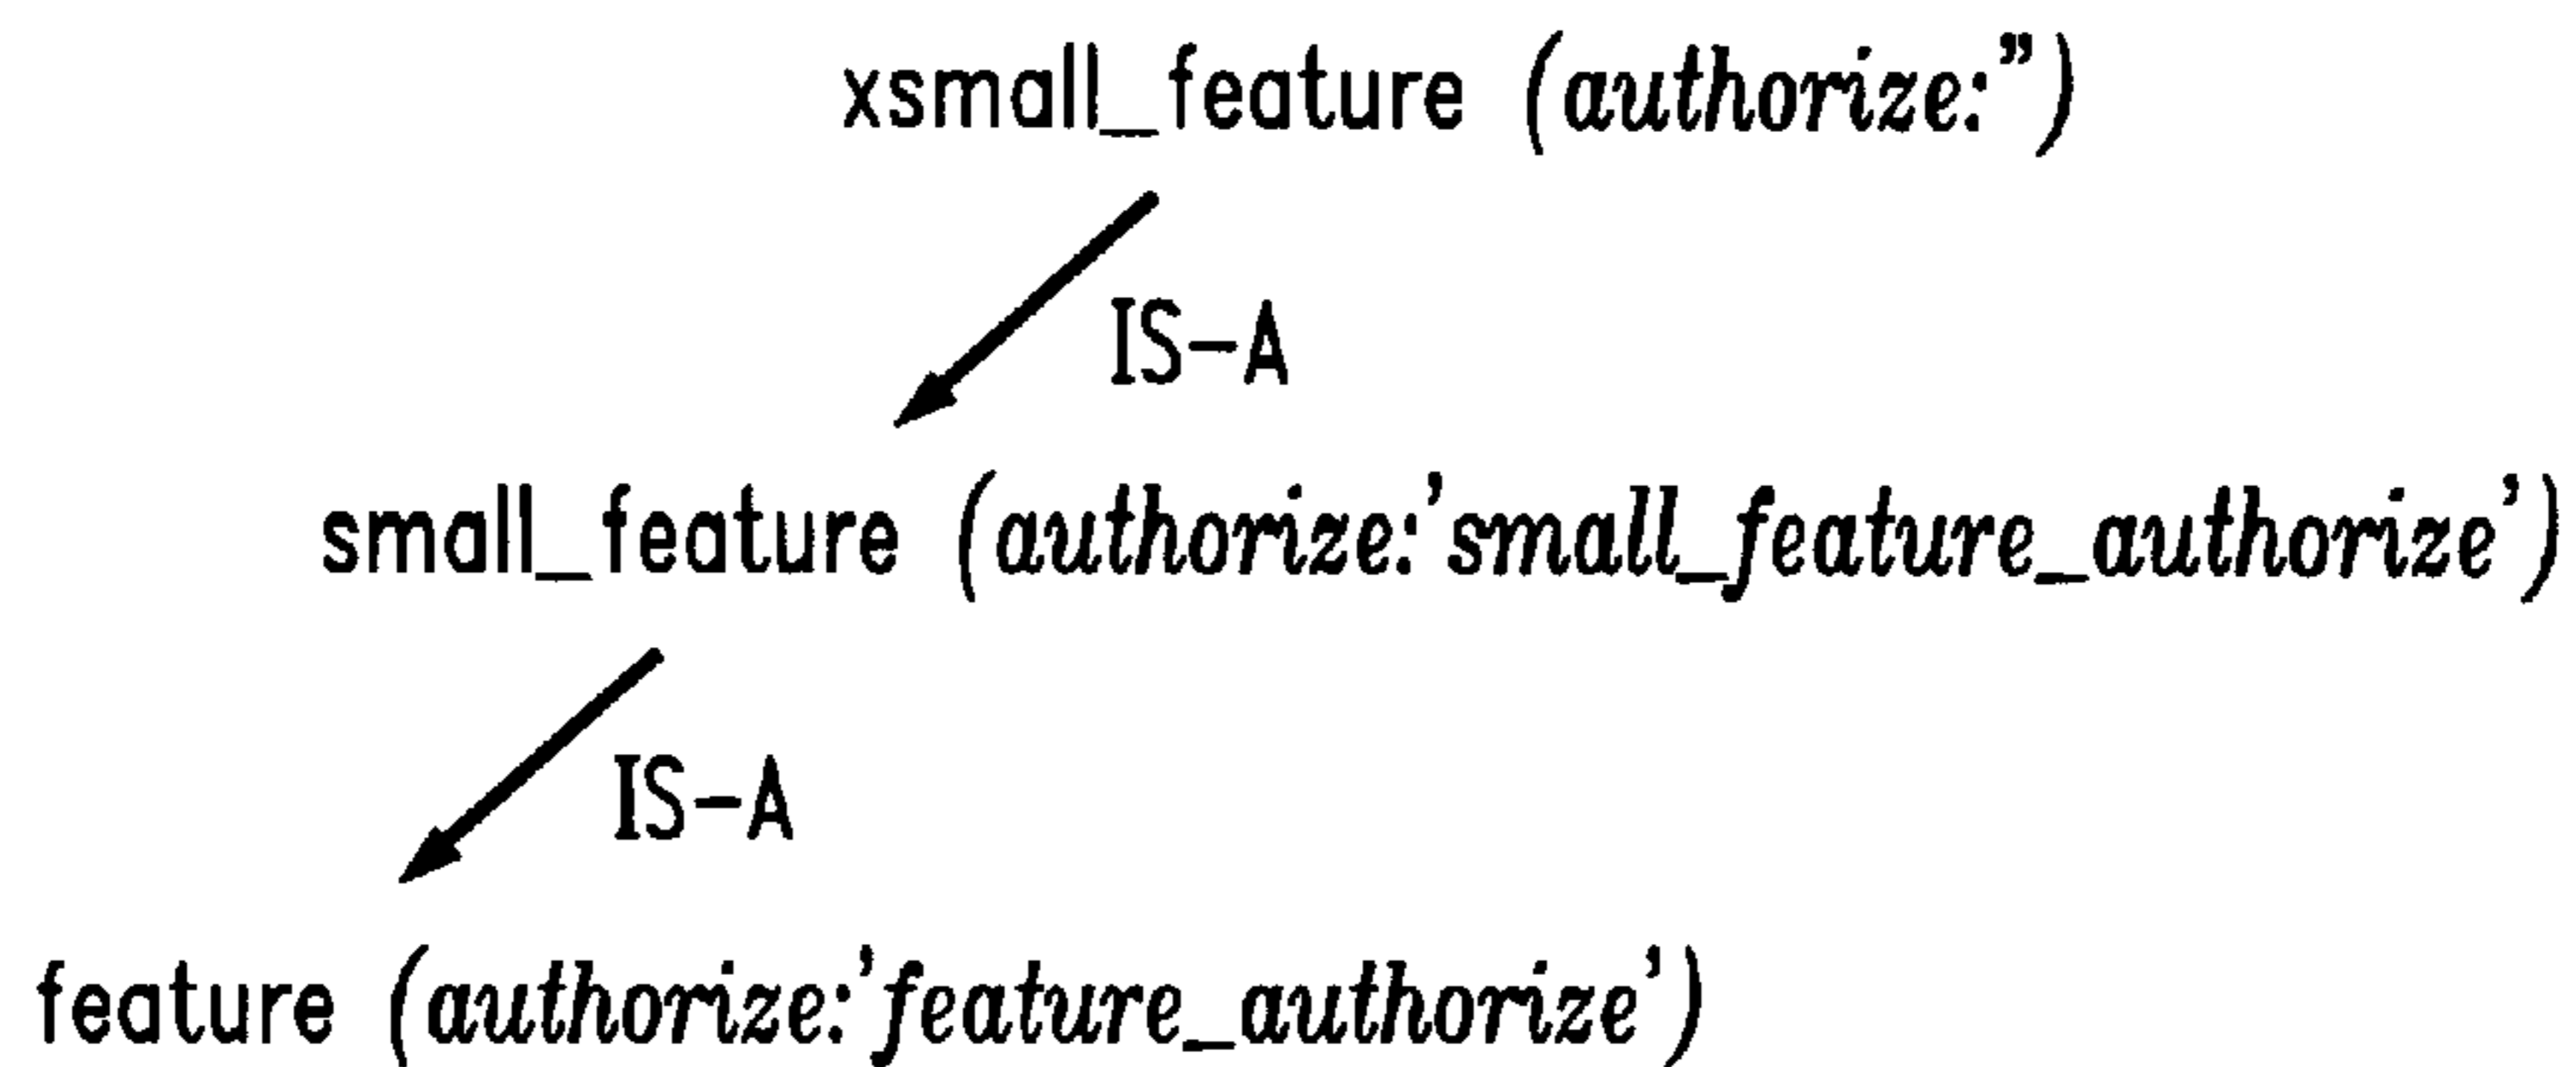 xsmall_feature (authorize:”)
IS-A
small_feature (authorize:’small_feature_authorize’)
IS-A
feature (authorize:’feature_authorize’)